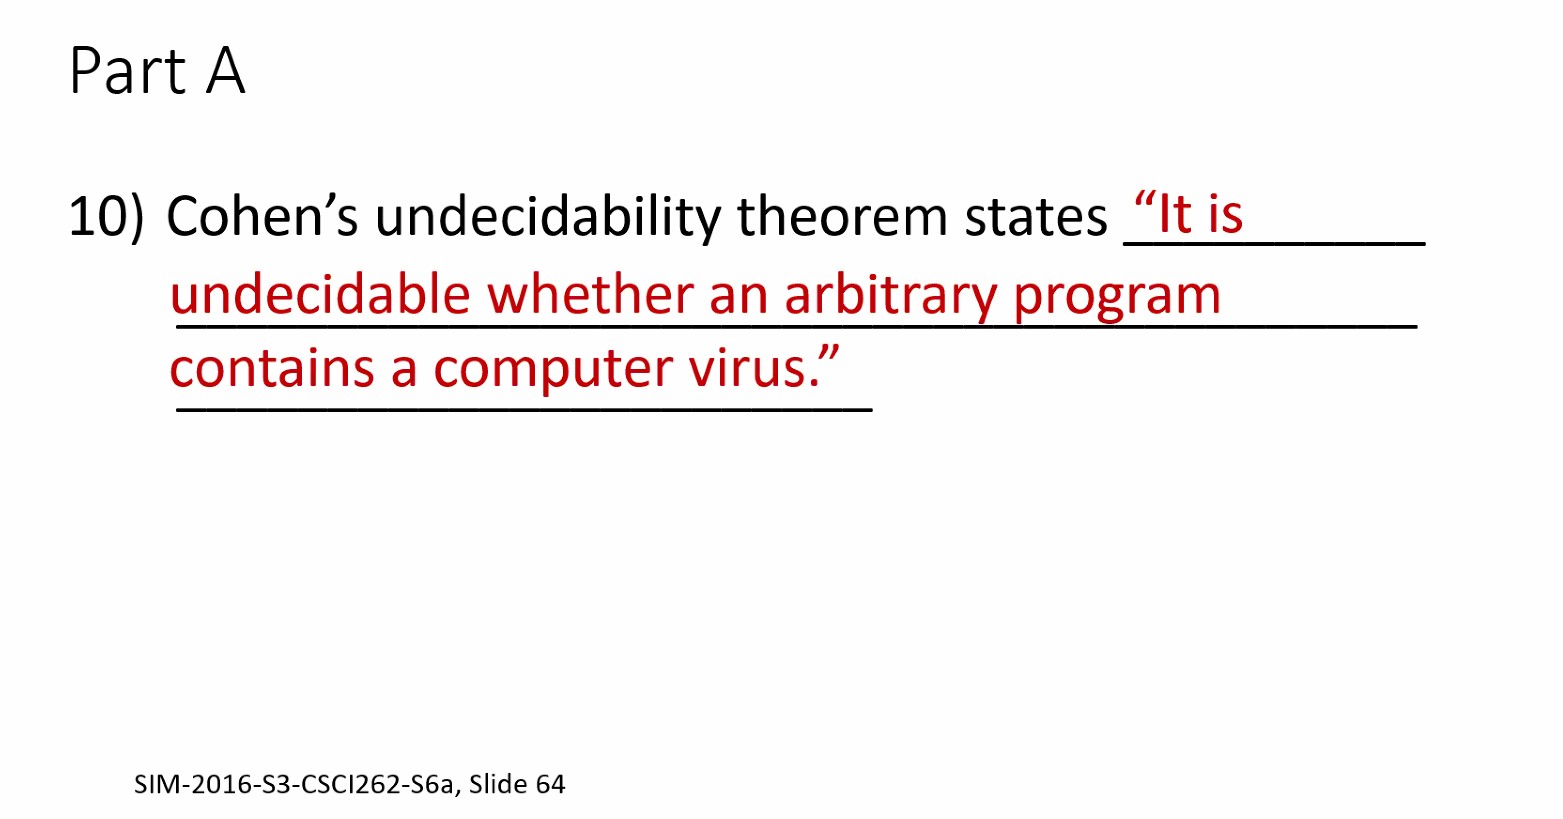 Part A
10) Cohen’s undecidability theorem states “It is
undecidable whether an arbitrary program
contains a computer virus.”
SIM-2016-S3-CSCI262-S6a, Slide 64